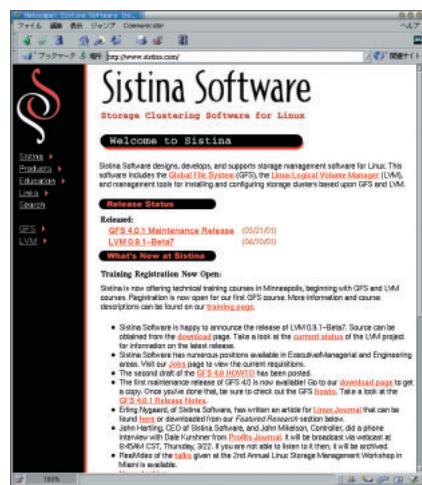 Netscape: Sistina Software Inc.
ファイル 編集 表示 ジャンプ Communicator ヘルプ
ブックマーク 場所 http://www.sistina.com/ 関連サイト
Sistina Software
Storage Clustering Software for Linux
Welcome to Sistina
Sistina
Products
Education
Links
Search
GFS
LVM
Sistina Software designs, develops, and supports storage management software for Linux. This
software includes the Global File System (GFS), the Linux Logical Volume Manager (LVM),
and management tools for installing and configuring storage clusters based upon GFS and LVM.
Release Status
Released:
GFS 4.0.1 Maintenance Release (03/21/01)
LVM 0.9.1-Beta7 (04/10/01)
What's New at Sistina
Training Registration Now Open:
Sistina is now offering technical training courses in Minneapolis, beginning with GFS and LVM
courses. Registration is now open for our first GFS course. More information and course
descriptions can be found on our training page.
Sistina Software is happy to announce the release of LVM 0.9.1-Beta7. Source can be
obtained from the download page. Take a look at the current status of the LVM project
for information on the latest release.
Sistina Software has numerous positions available in Executive/Managerial and Engineering
areas. Visit our Jobs page to view the current requisitions.
The second draft of the GFS 4.0 HOWTO has been posted.
The first maintenance release of GFS 4.0 is now available! Go to our download page to get
a copy. Once you've done that, be sure to check out the GFS howto. Take a look at the
GFS 4.0.1 Release Notes.
Erling Nygaard, of Sistina Software, has written an article for Linux Journal that can be
found here or downloaded from our Featured Research section below.
John Hartling, CEO of Sistina Software, and John Mikelson, Controller, did a phone
interview with Dale Kurshner from Profits Journal. It will be broadcast via webcast at
8:45AM CST, Thursday, 3/22. If you are not able to listen to it then, it will be archived.
RealVideo of the talks given at the 2nd Annual Linux Storage Management Workshop in
Miami is available.
100%